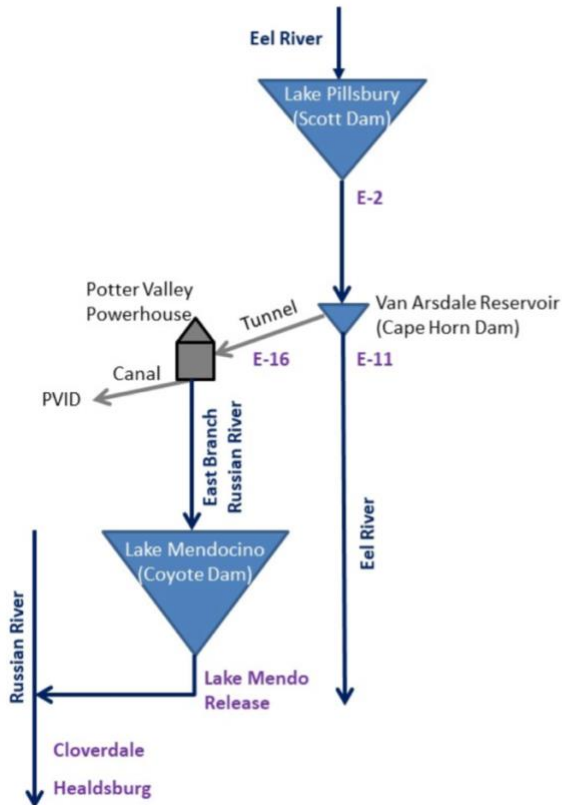 Eel River
Lake Pillsbury
(Scott Dam)
E-2
Potter Valley
Powerhouse
Tunnel
Van Arsdale Reservoir
(Cape Horn Dam)
E-16
E-11
Canal
PVID
East Branch
Russian River
Eel River
Lake Mendocino
(Coyote Dam)
Russian River
Lake Mendo
Release
Cloverdale
Healdsburg